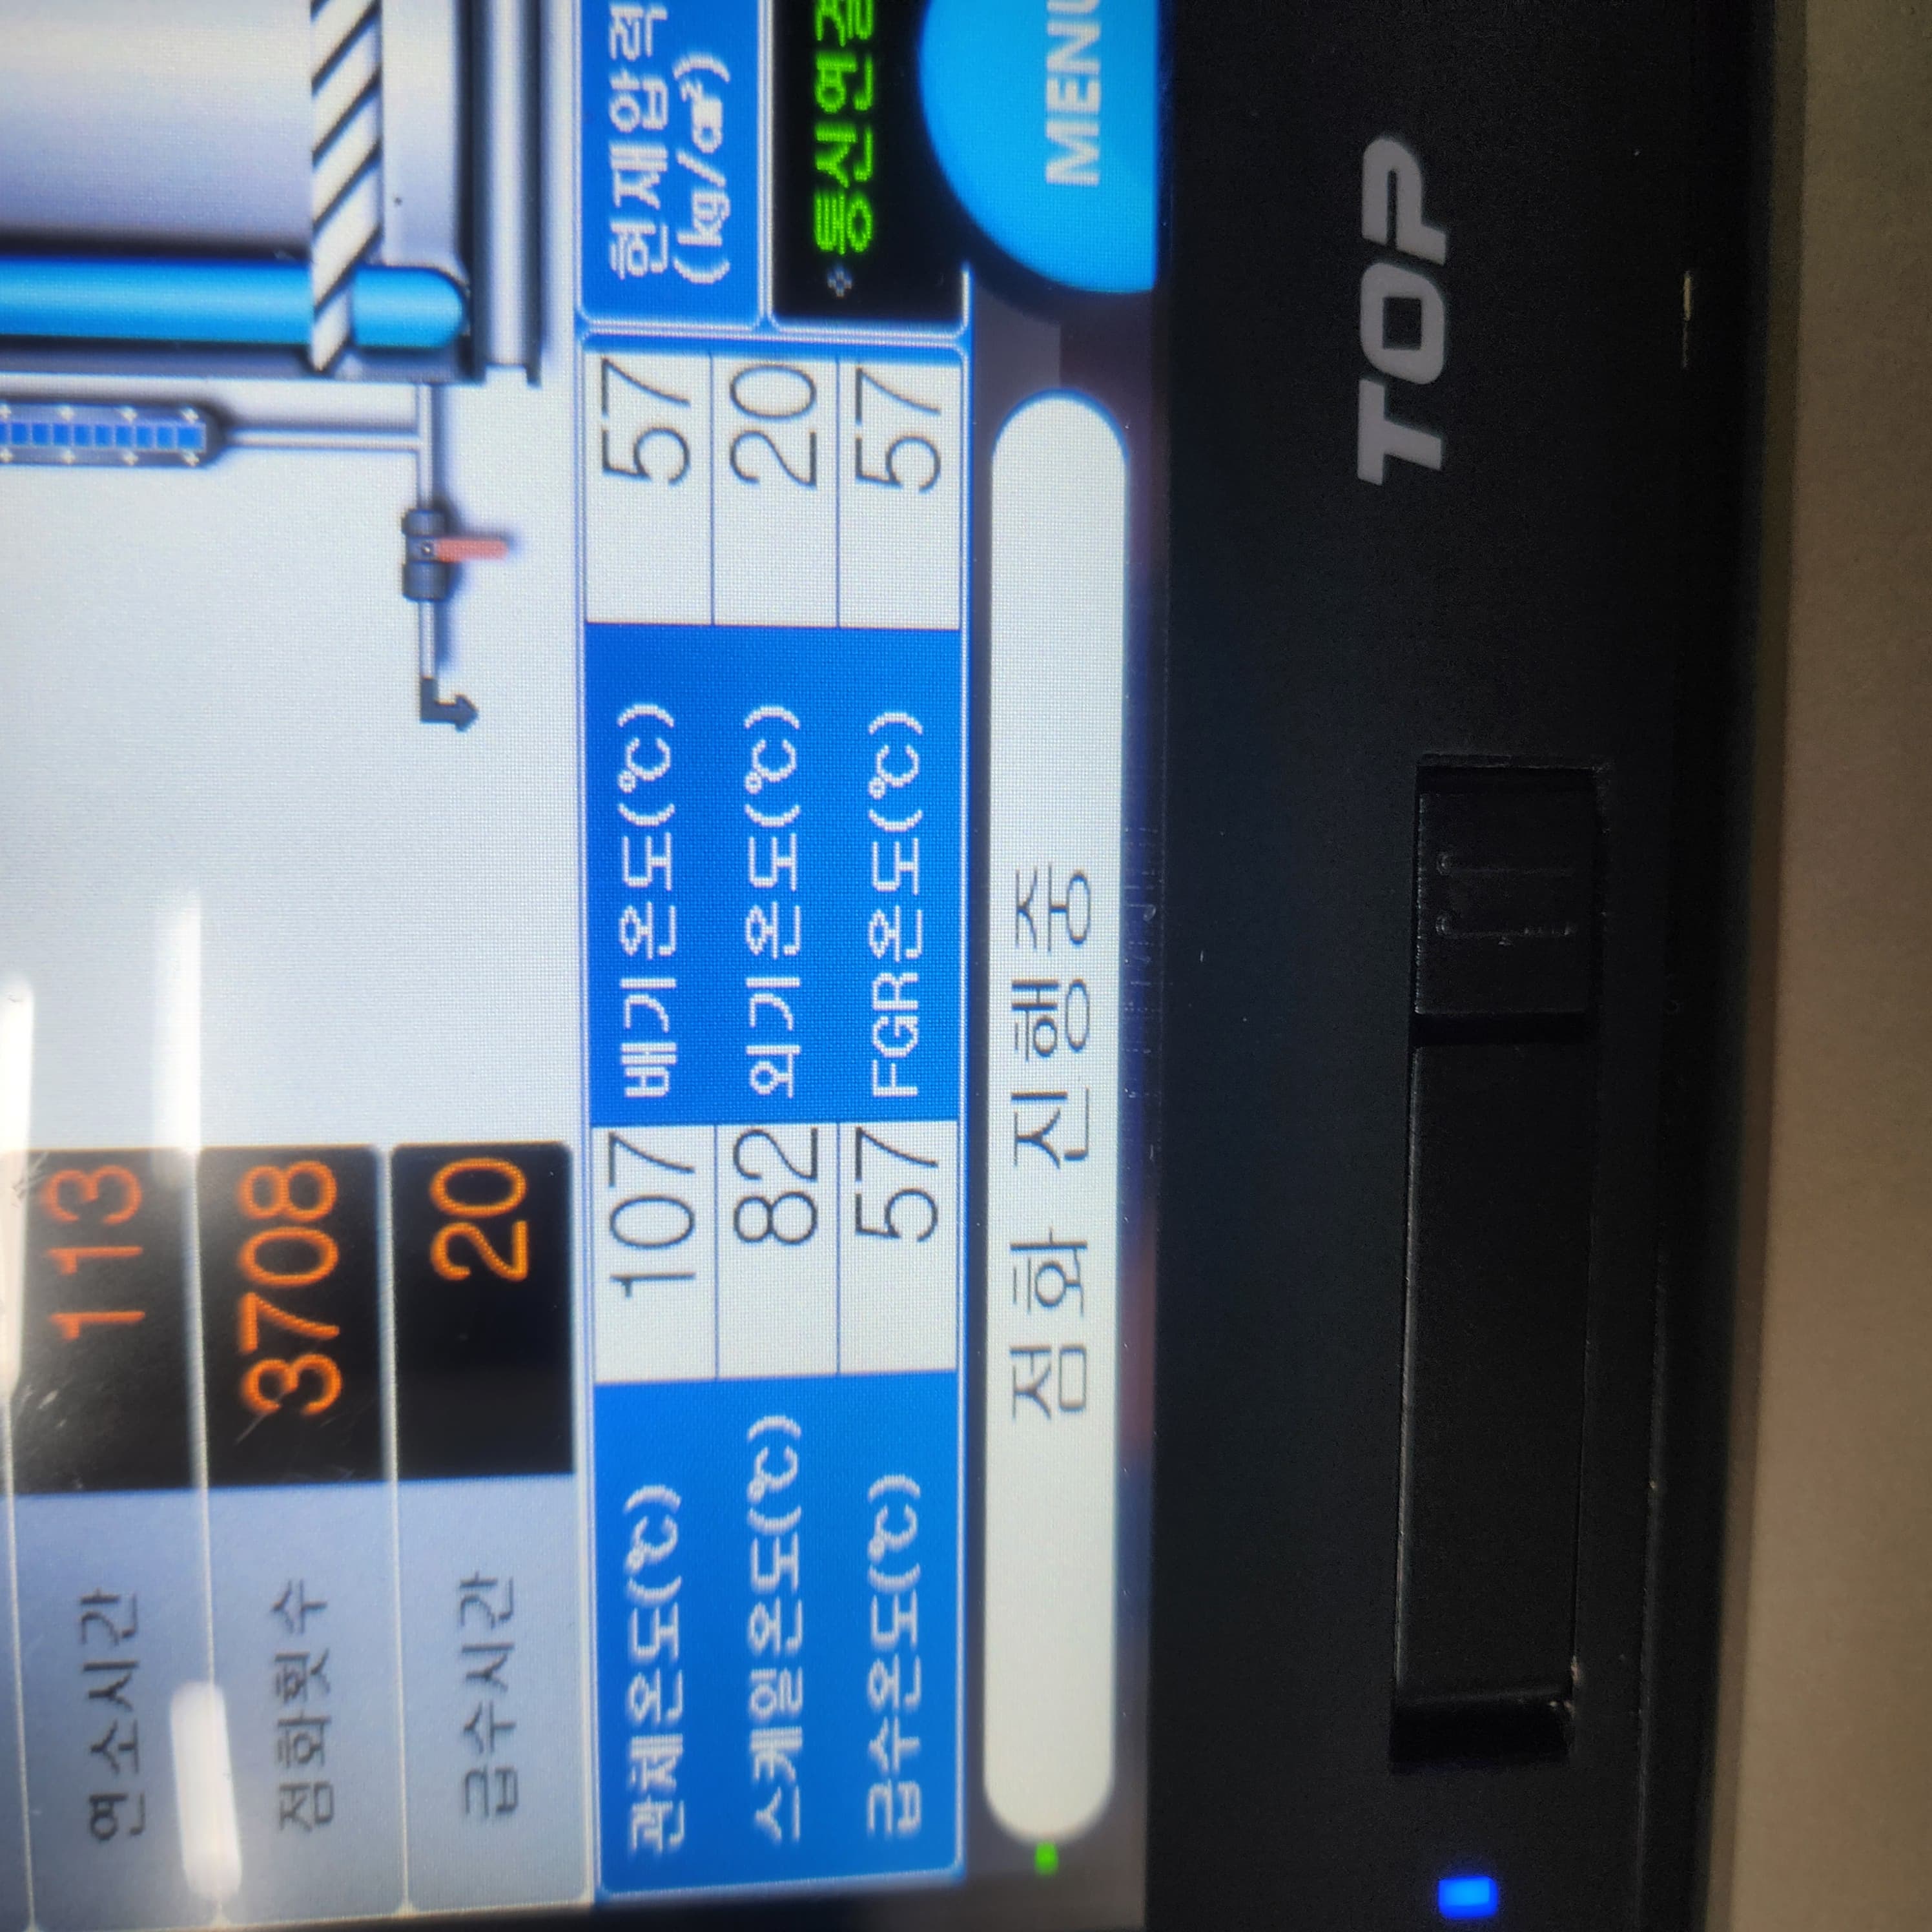 연소시간 113
점화횟수 3708
급수시간 20
관체온도(℃) 107 배기온도(℃) 57
현재압력
(kg/㎠)
스케일온도(℃) 82 외기온도(℃) 20
통신연결
급수온도(℃) 57 FGR온도(℃) 57
점화 진행중
MENU
TOP